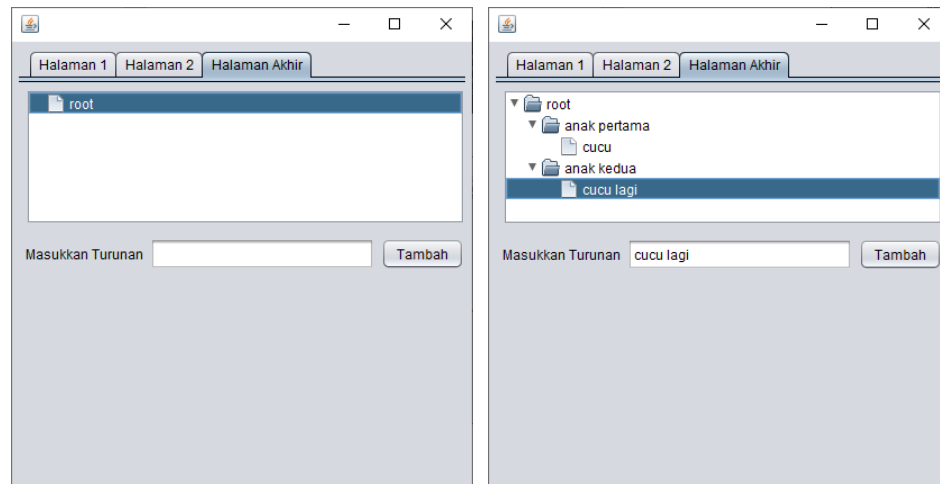 Halaman 1 Halaman 2 Halaman Akhir
root
Masukkan Turunan Tambah
Halaman 1 Halaman 2 Halaman Akhir
root
anak pertama
cucu
anak kedua
cucu lagi
Masukkan Turunan cucu lagi Tambah